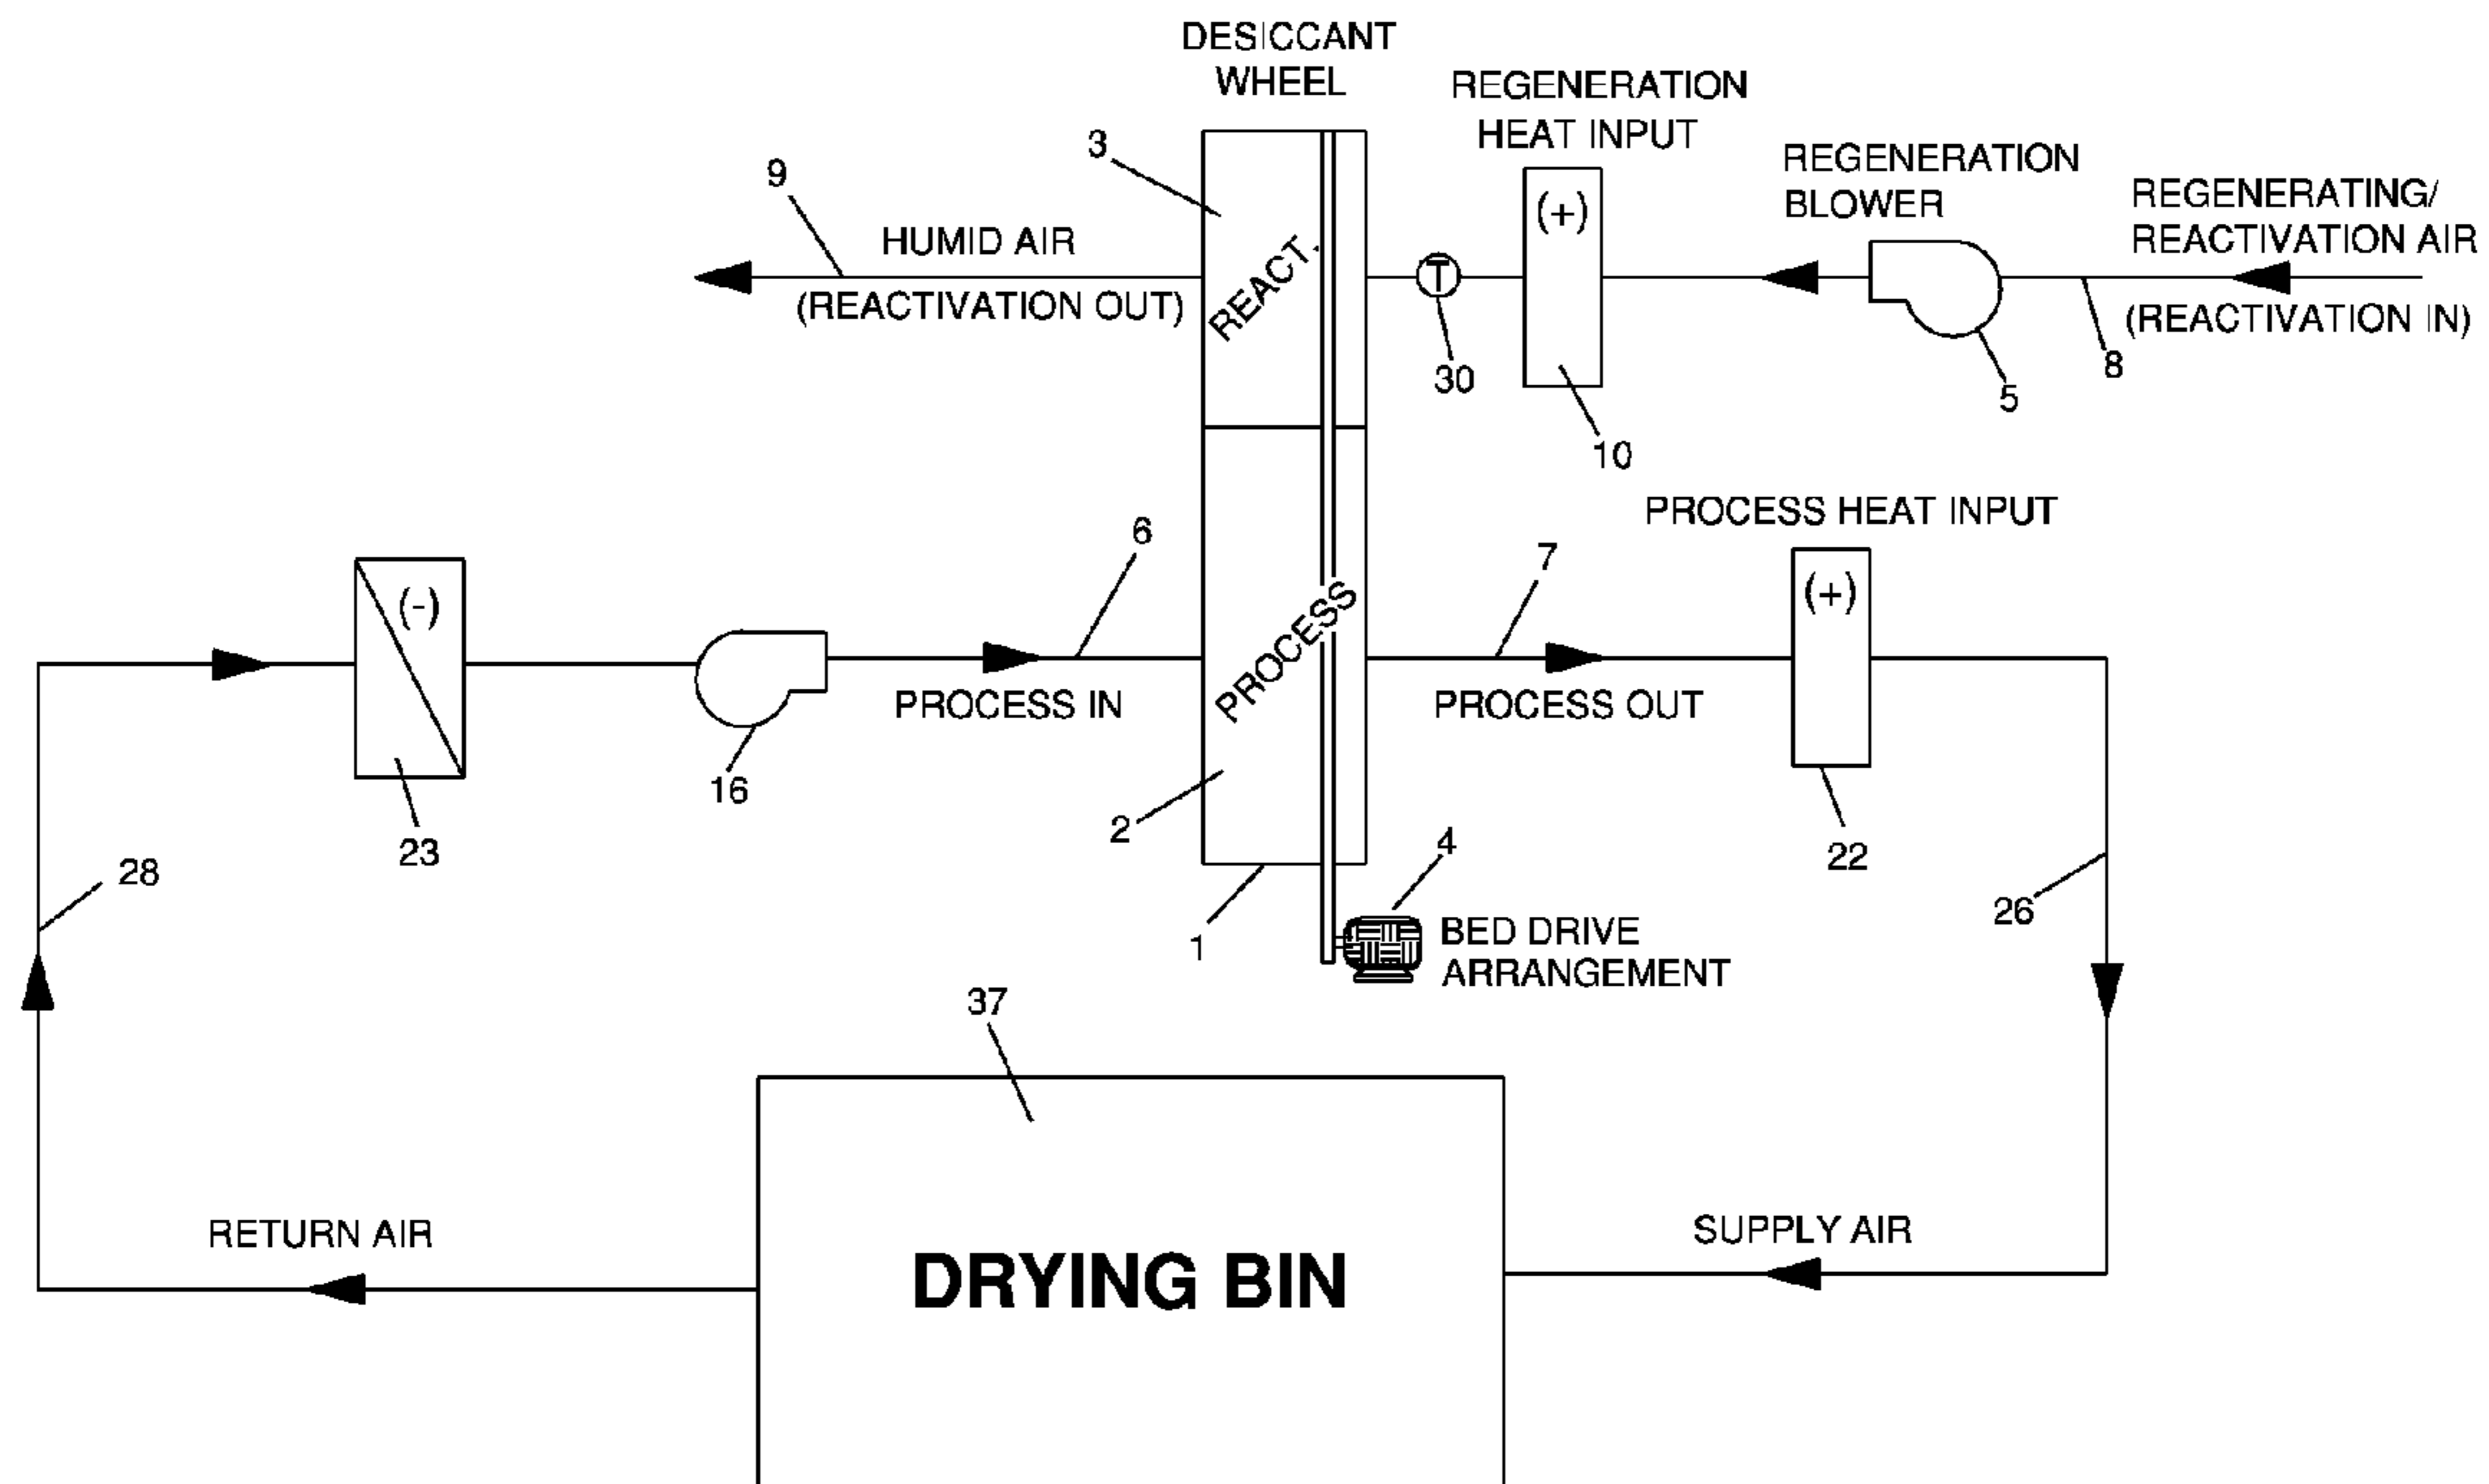 DESICCANT
WHEEL
REGENERATION
HEAT INPUT
REGENERATION
BLOWER
REGENERATING/
REACTIVATION AIR
(REACTIVATION IN)
3
9
HUMID AIR
(REACTIVATION OUT)
REACT.
T
30
(+)
10
5
8
PROCESS HEAT INPUT
(+)
22
6
7
(-)
23
16
PROCESS IN
PROCESS
PROCESS OUT
2
1
4
BED DRIVE
ARRANGEMENT
28
26
37
RETURN AIR
SUPPLY AIR
DRYING BIN